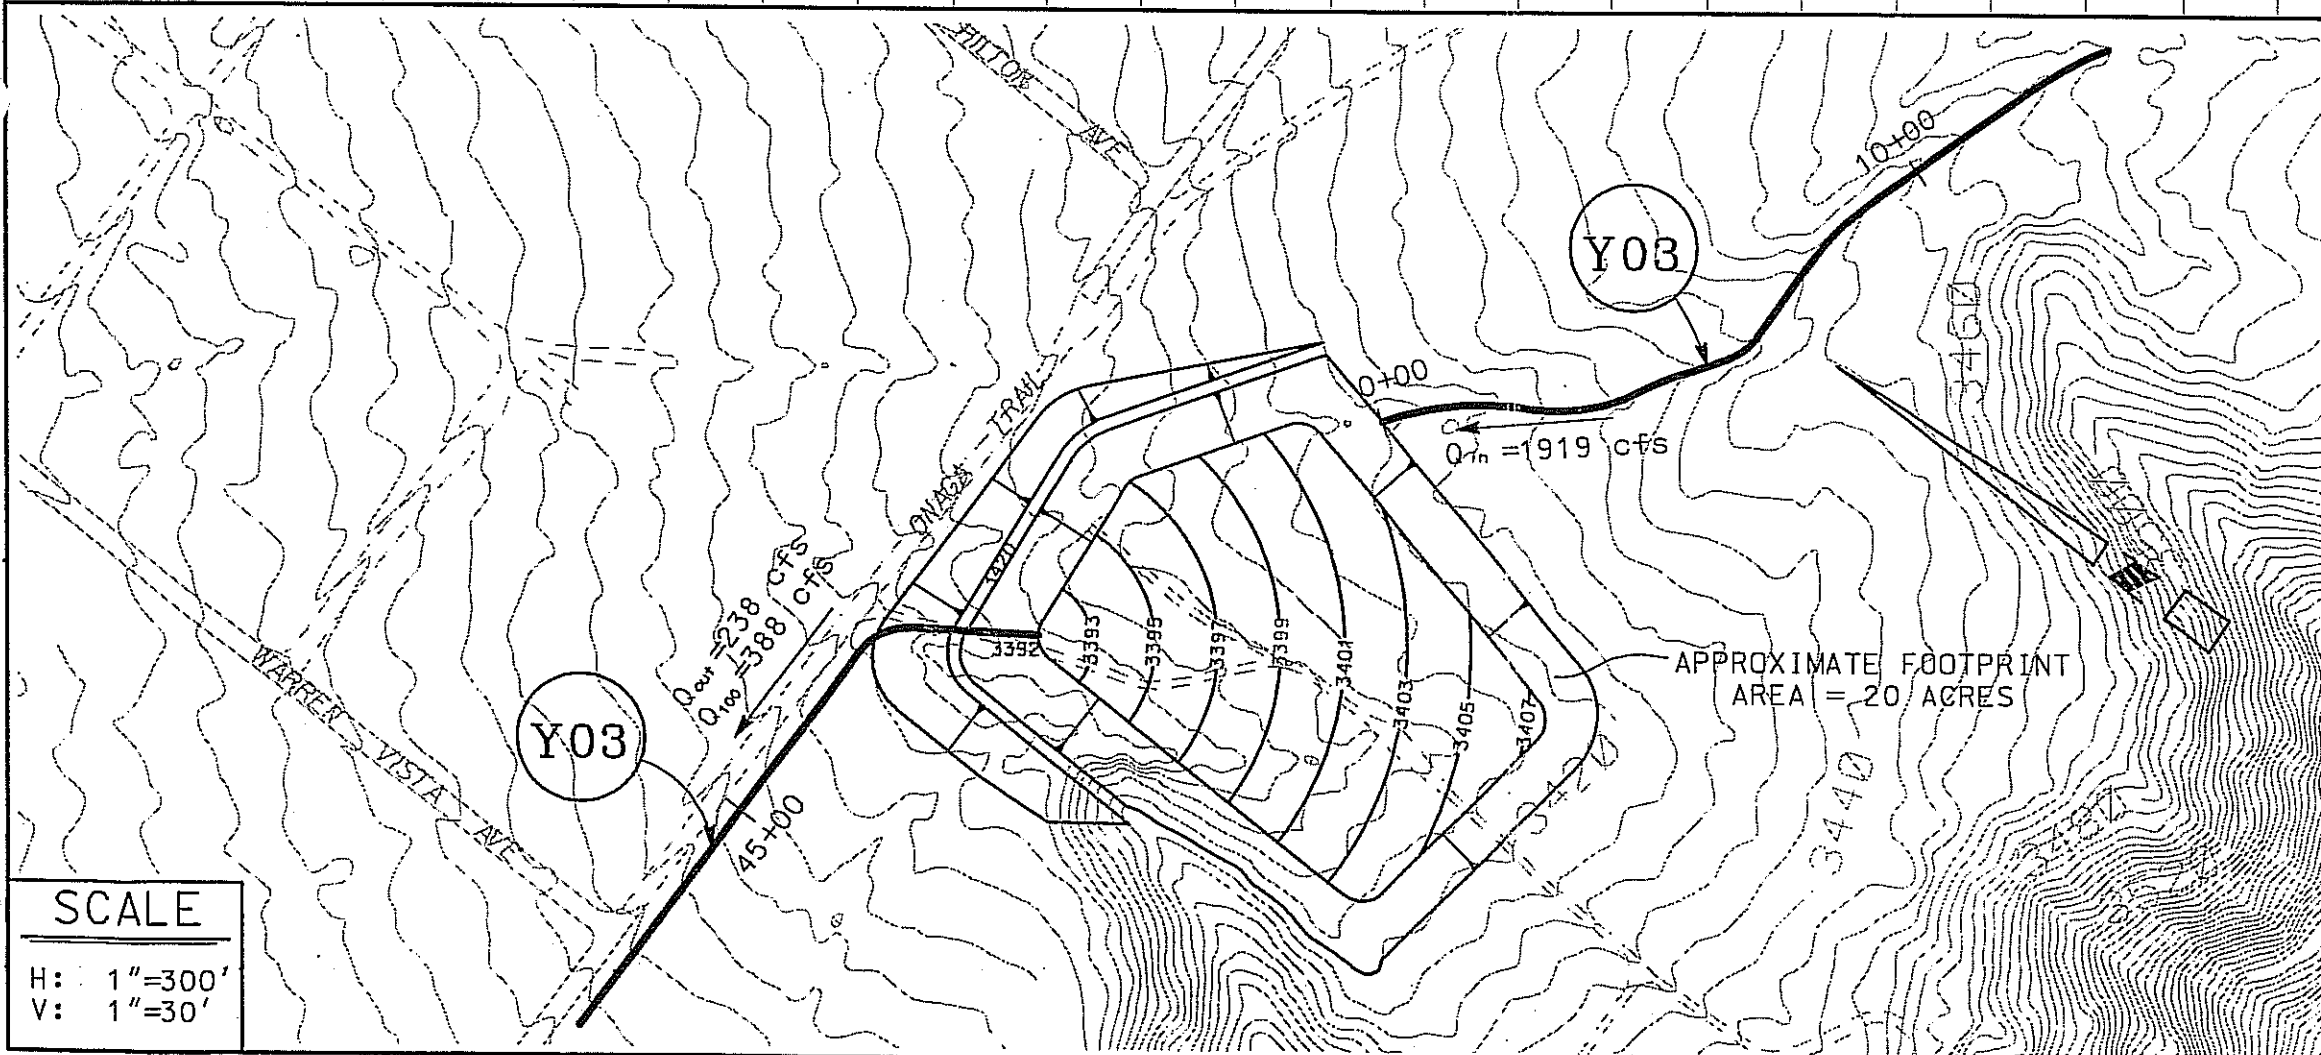 HILTON
AVE
10+00
Y03
3460
ONAGA TRAIL
0+00
Qin =1919 cfs
3420
Qout =238 cfs
Q100 =388 cfs
3392
3393
3395
3397
3399
3401
3403
3405
3407
APPROXIMATE FOOTPRINT
AREA = 20 ACRES
WARREN VISTA AVE
Y03
45+00
3420
3440
SCALE
H: 1"=300'
V: 1"=30'